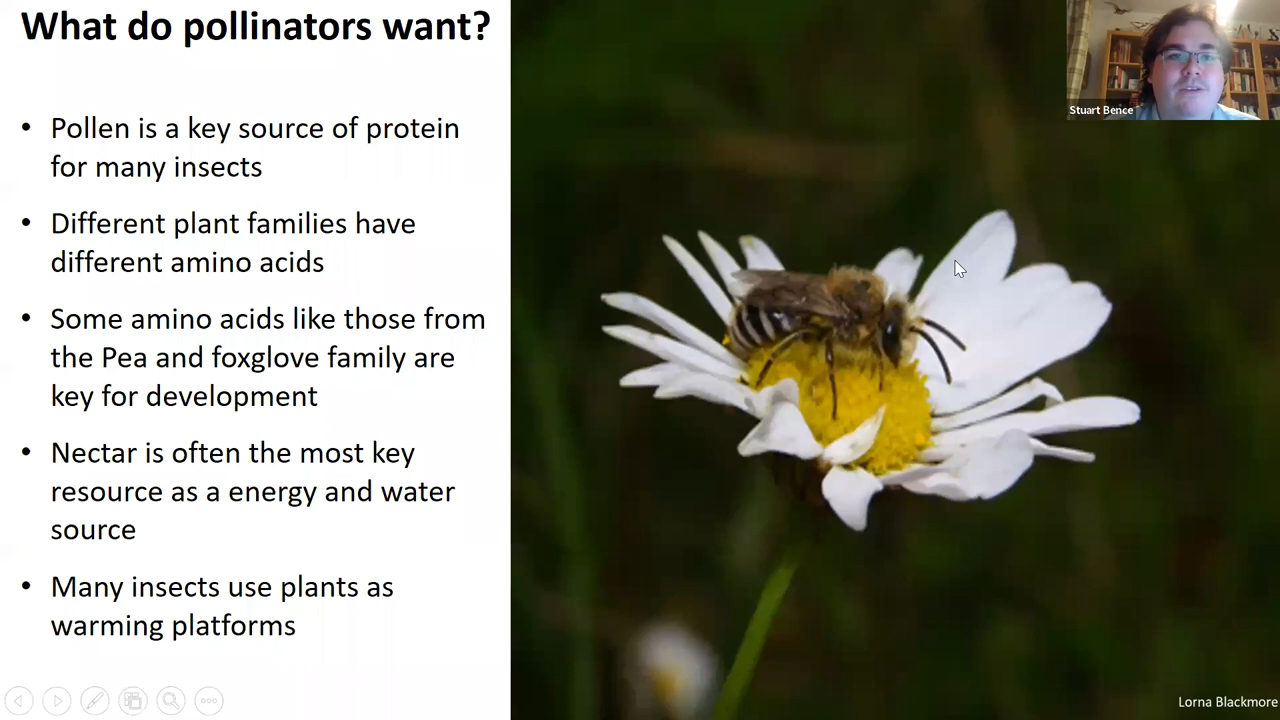 What do pollinators want?
• Pollen is a key source of protein
for many insects
• Different plant families have
different amino acids
• Some amino acids like those from
the Pea and foxglove family are
key for development
• Nectar is often the most key
resource as a energy and water
source
• Many insects use plants as
warming platforms
Stuart Bence
Lorna Blackmore